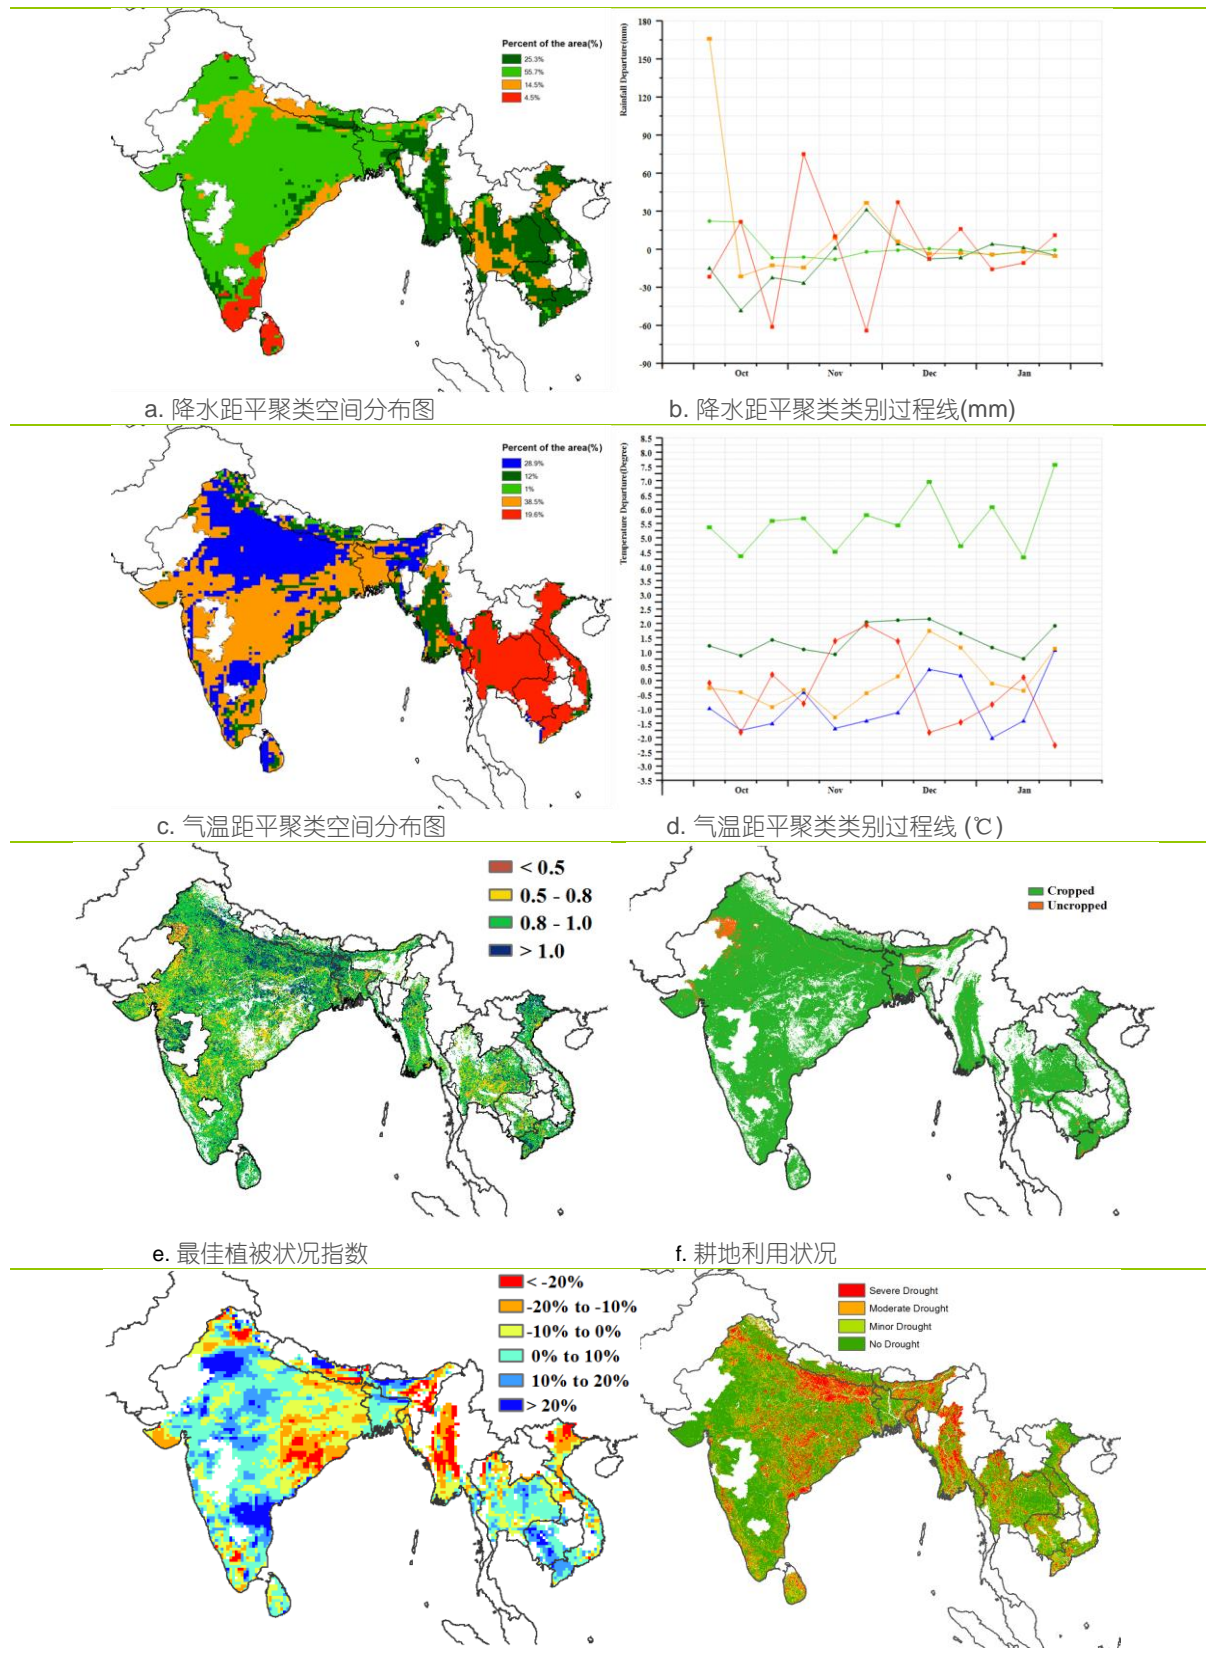 Percent of the area(%)
25.3%
55.7%
14.5%
4.5%
Rainfall Departure(mm)
180
150
120
90
60
30
0
-30
-60
-90
Oct Nov Dec Jan
a. 降水距平聚类空间分布图
b. 降水距平聚类类别过程线(mm)
Percent of the area(%)
28.9%
12%
1%
38.5%
19.6%
Temperature Departure(Degree)
8.5
8.0
7.5
7.0
6.5
6.0
5.5
5.0
4.5
4.0
3.5
3.0
2.5
2.0
1.5
1.0
0.5
0.0
-0.5
-1.0
-1.5
-2.0
-2.5
-3.0
-3.5
Oct Nov Dec Jan
c. 气温距平聚类空间分布图
d. 气温距平聚类类别过程线 (℃)
< 0.5
0.5 - 0.8
0.8 - 1.0
> 1.0
Cropped
Uncropped
e. 最佳植被状况指数
f. 耕地利用状况
< -20%
-20% to -10%
-10% to 0%
0% to 10%
10% to 20%
> 20%
Severe Drought
Moderate Drought
Minor Drought
No Drought